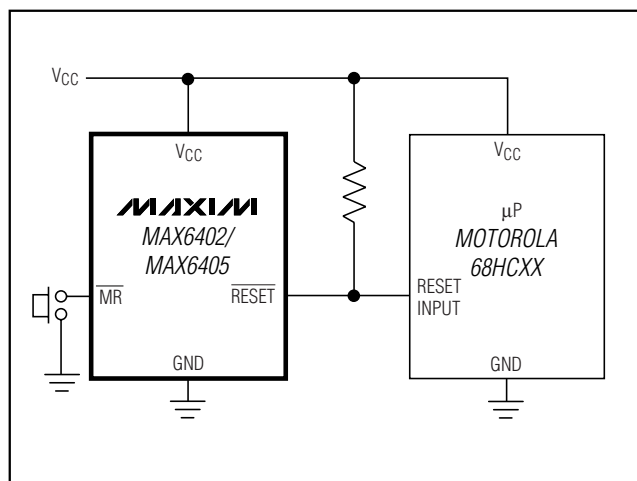 VCC
VCC
MAXIM
MAX6402/
MAX6405
MR
RESET
GND
VCC
µP
MOTOROLA
68HCXX
RESET
INPUT
GND